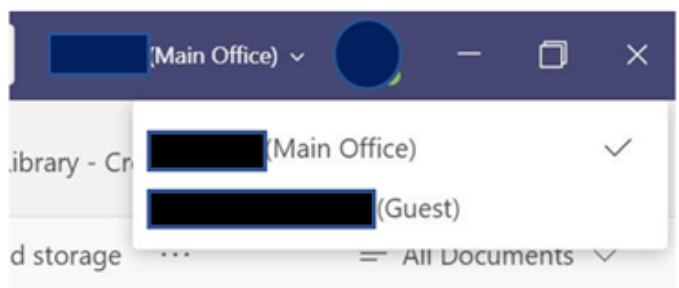 (Main Office)
(Main Office)
ibrary - Cr
(Guest)
d storage ... All Documents